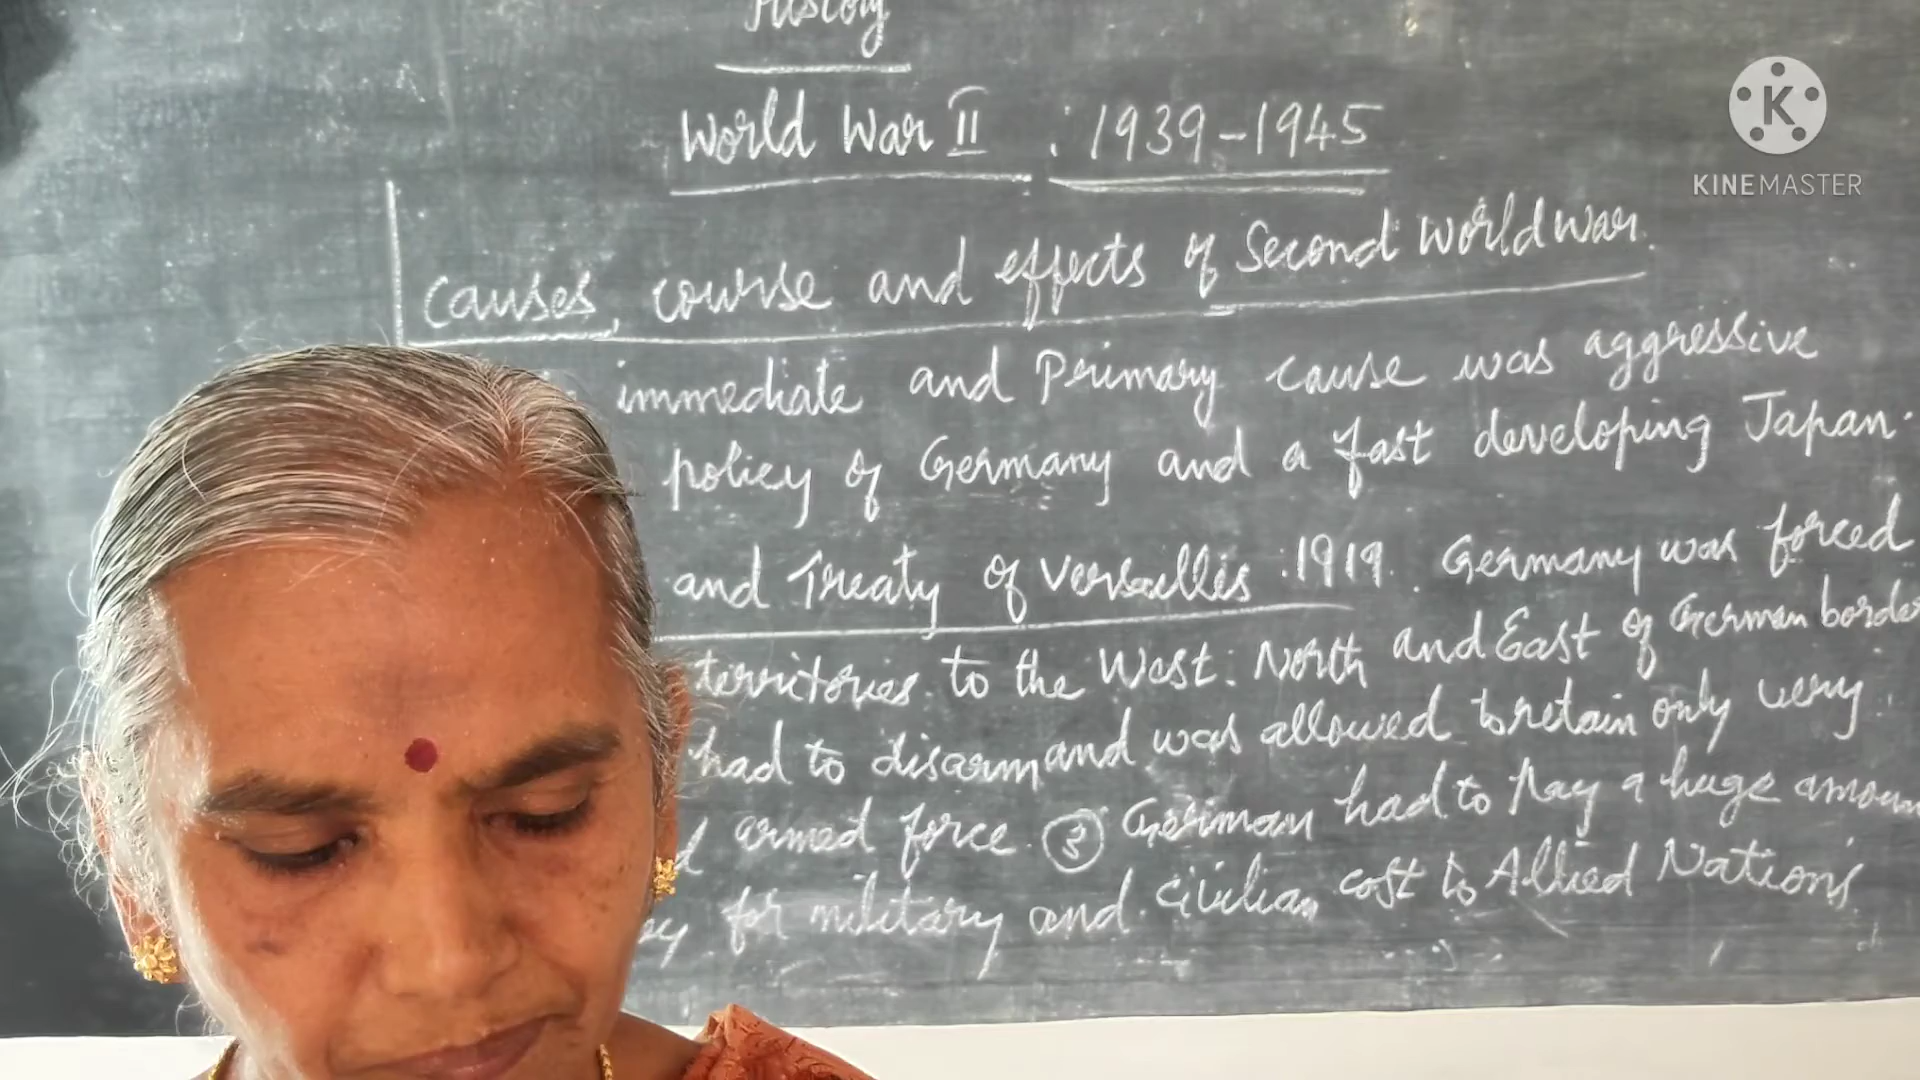 History
World War II : 1939-1945
causes, course and effects of Second World War.
immediate and Primary cause was aggressive
policy of Germany and a fast developing Japan.
and Treaty of Versailles :1919. Germany was forced
territories to the West. North and East of German border
had to disarm and was allowed to retain only very
armed force. ③ German had to Pay a huge amoun
for military and civilian cost to Allied Nations
K
KINEMASTER